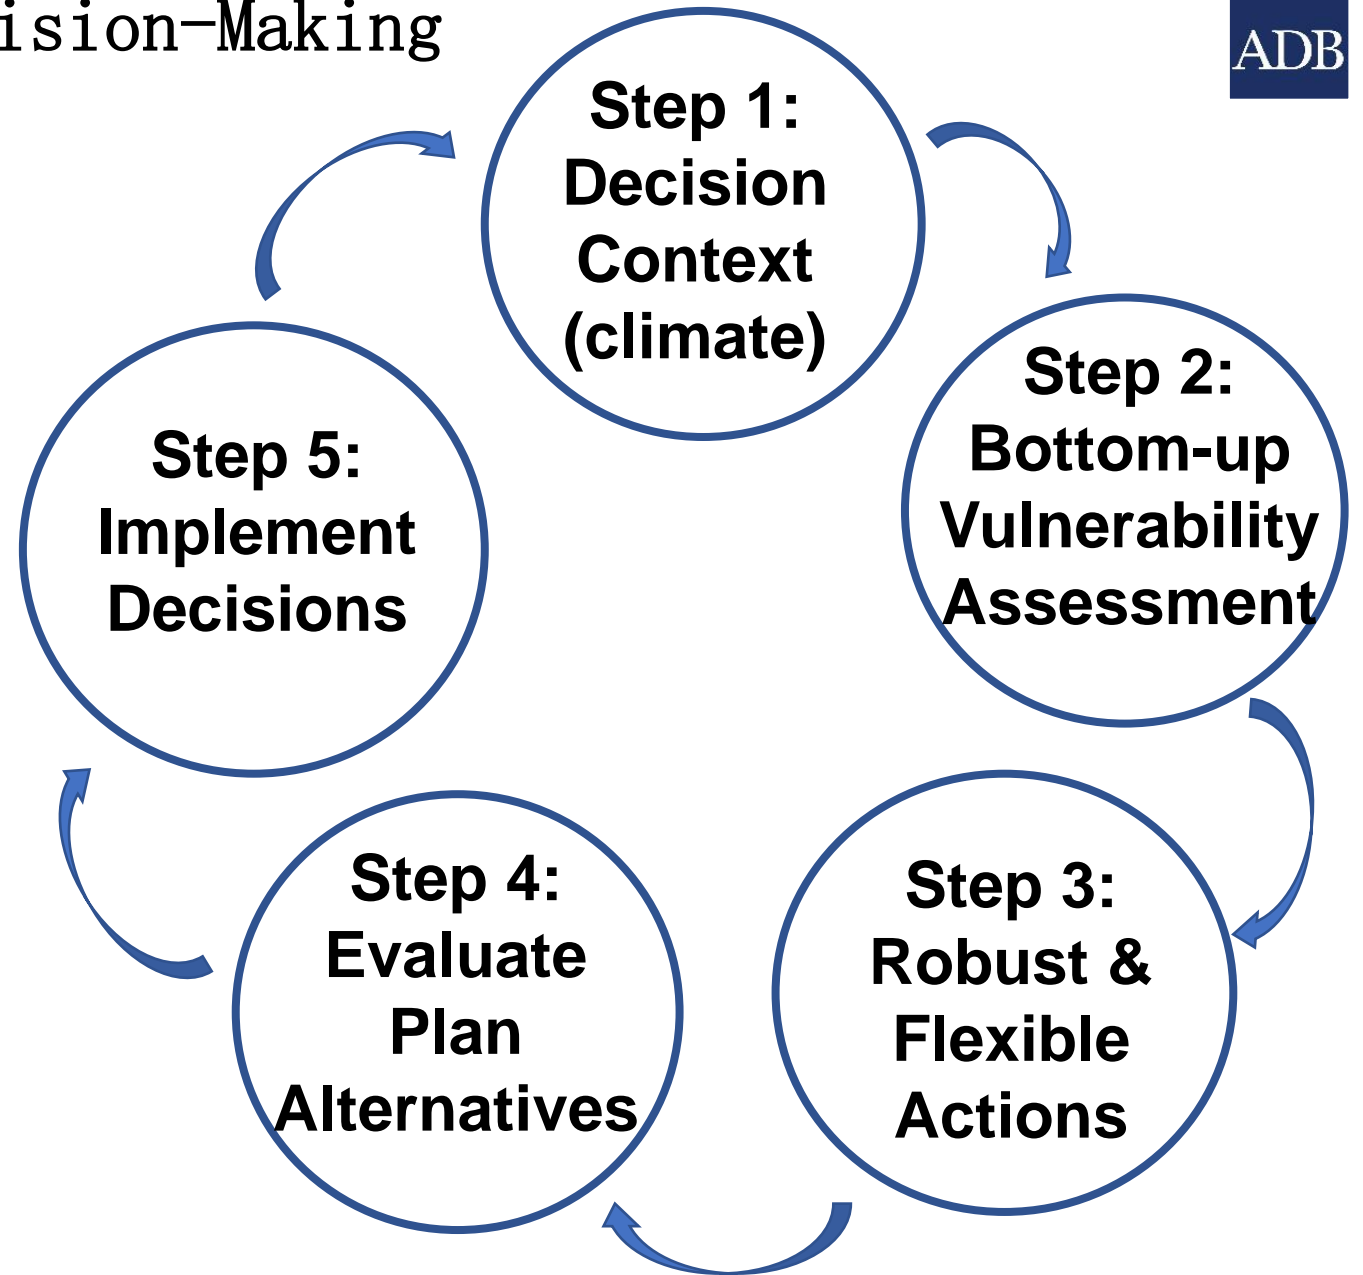 ision-Making
ADB
Step 1:
Decision
Context
(climate)
Step 2:
Bottom-up
Vulnerability
Assessment
Step 3:
Robust &
Flexible
Actions
Step 4:
Evaluate
Plan
Alternatives
Step 5:
Implement
Decisions